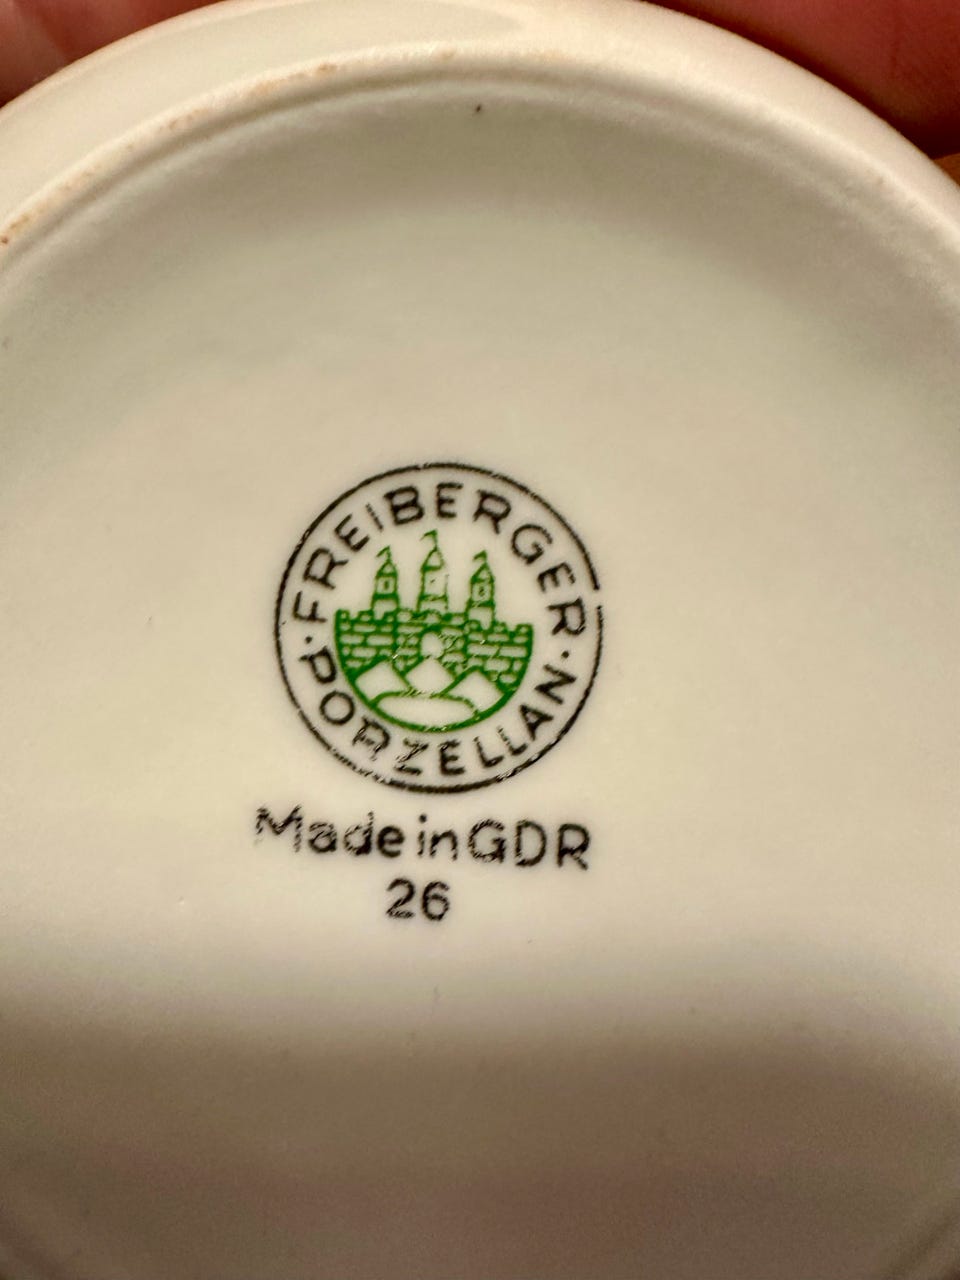 FREIBERGER
PORZELLAN
Made in GDR
26